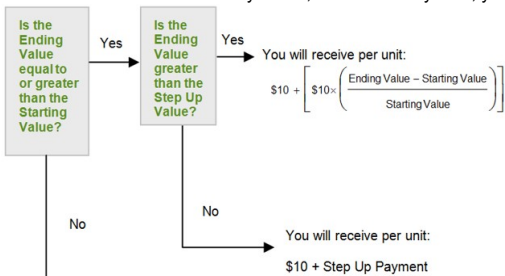 Is the
Ending
Value
equal to
or greater
than the
Starting
Value?
Yes
Is the
Ending
Value
greater
than the
Step Up
Value?
Yes
You will receive per unit:
$10 + [ $10× ( Ending Value – Starting Value
Starting Value ) ]
No
No
You will receive per unit:
$10 + Step Up Payment